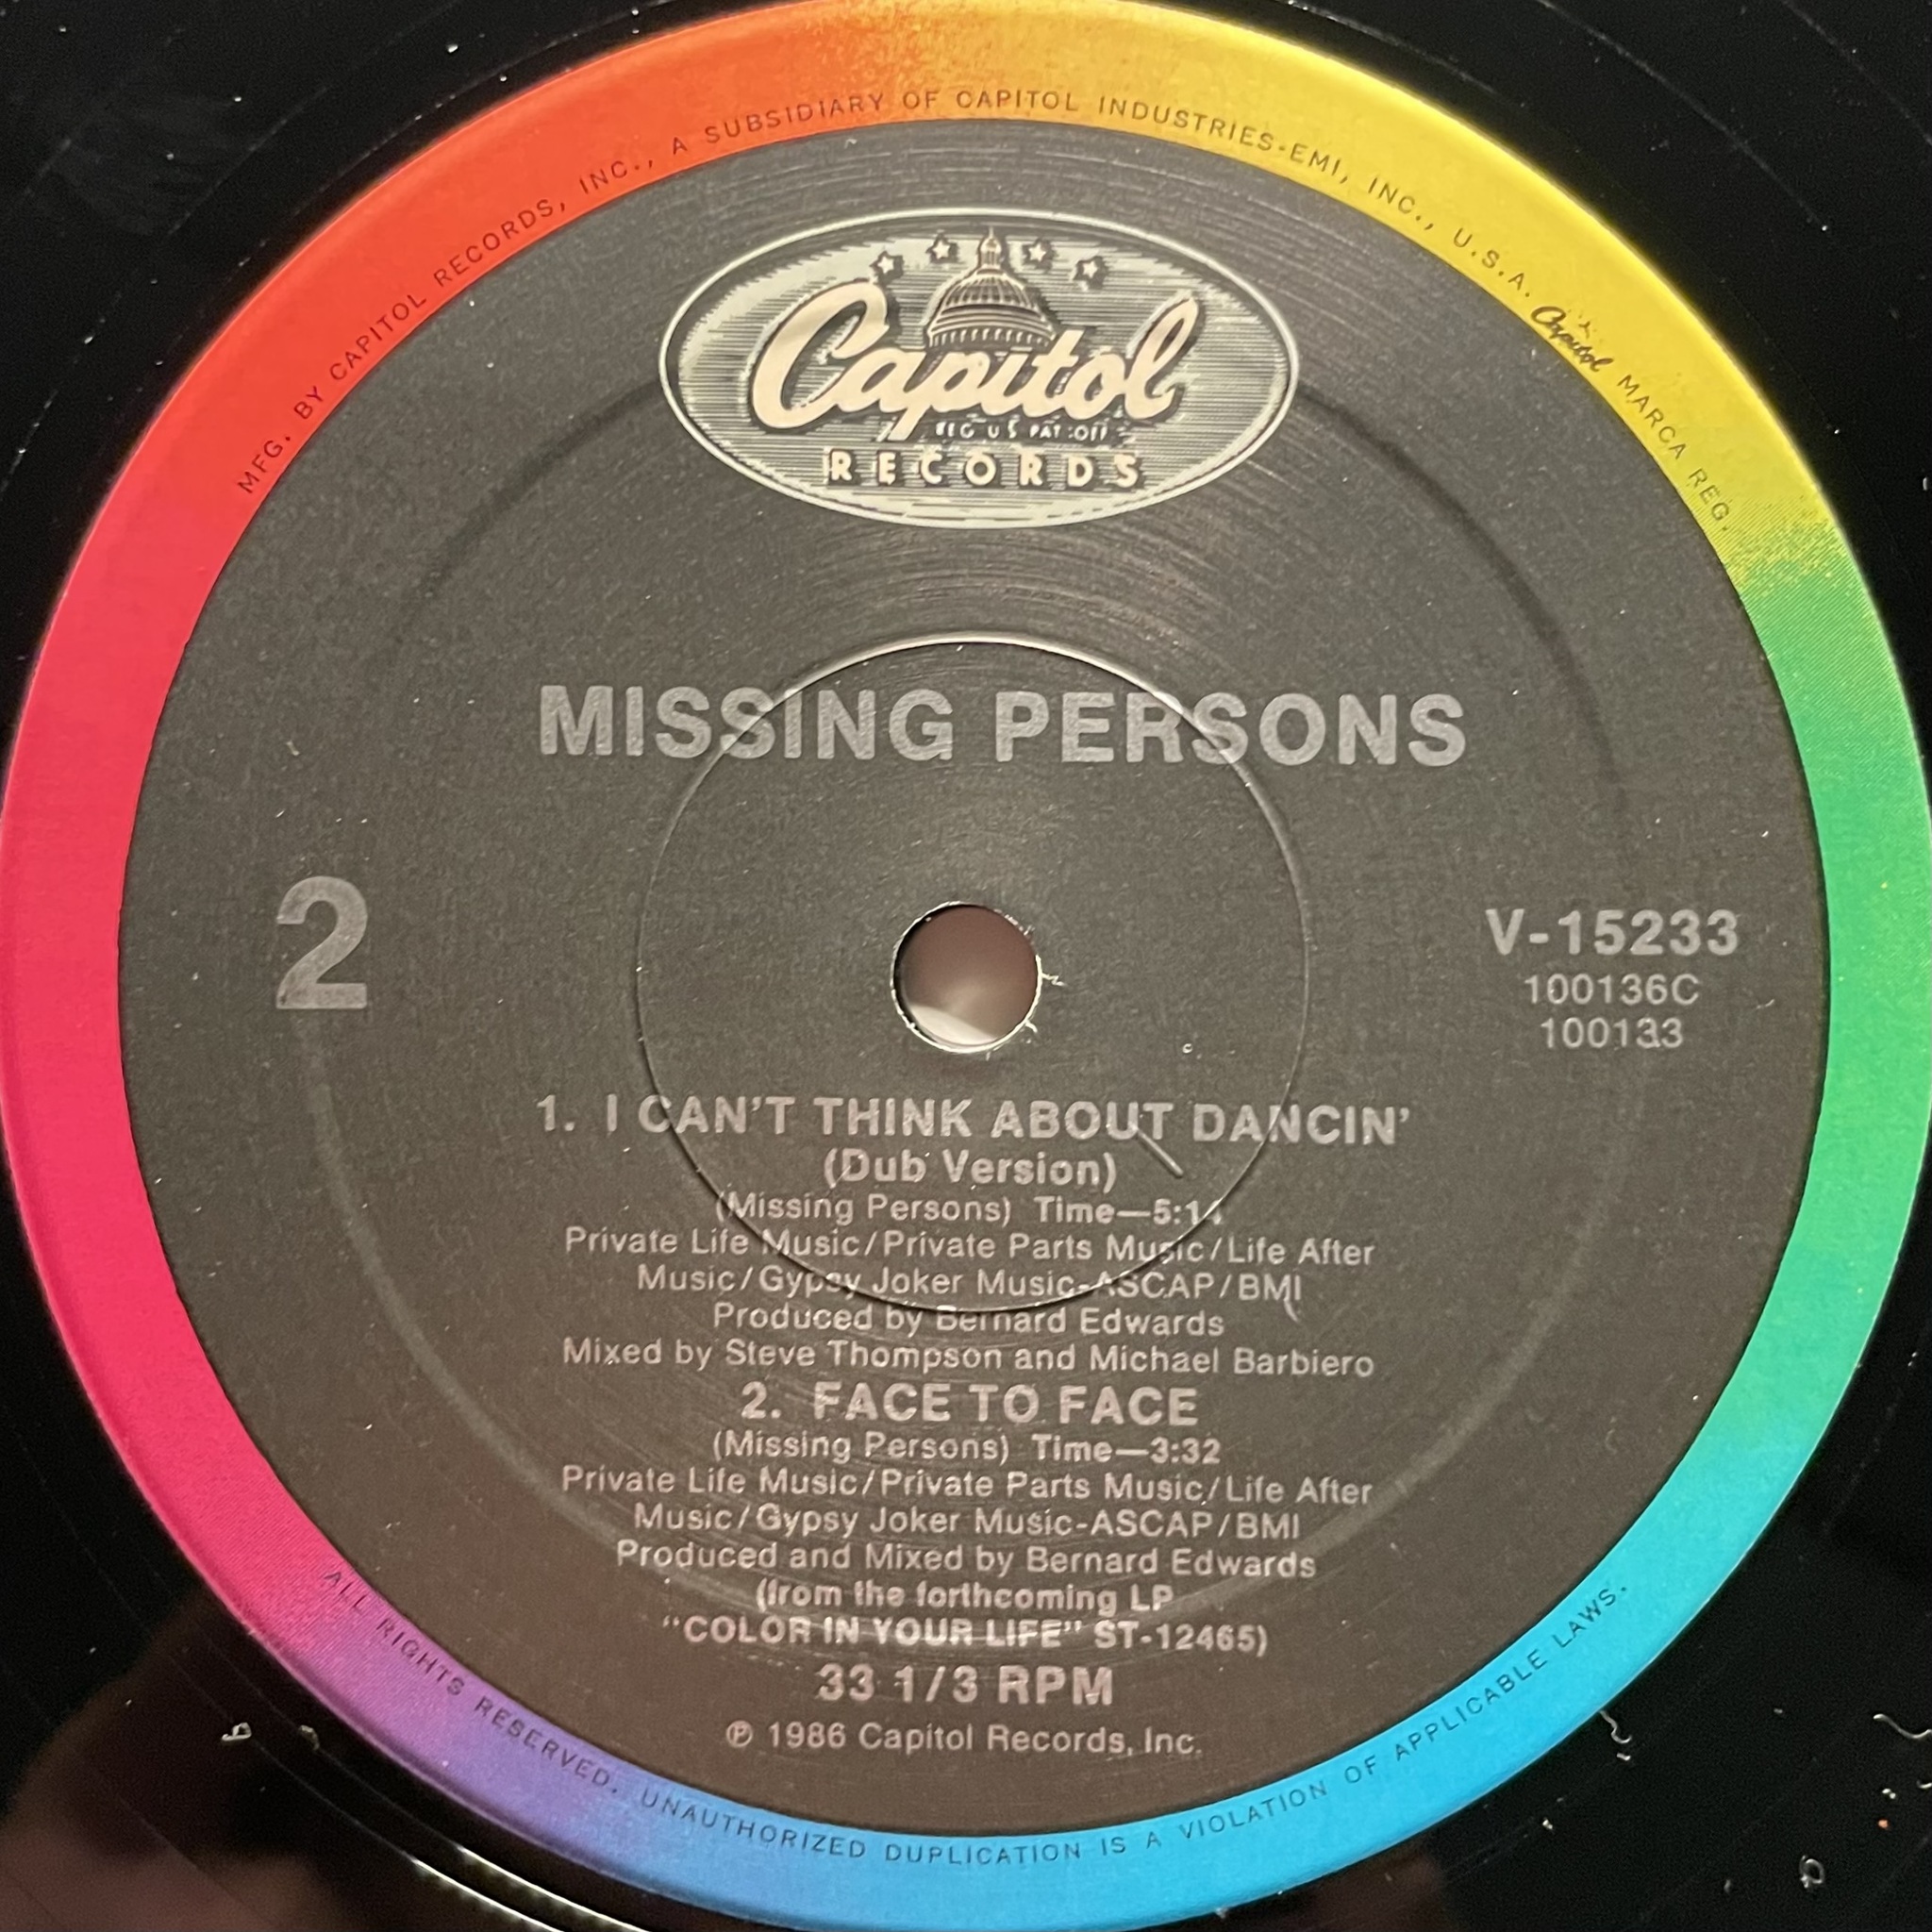 MFG. BY CAPITOL RECORDS, INC., A SUBSIDIARY OF CAPITOL INDUSTRIES-EMI, INC., U.S.A. Capitol MARCA REG.
Capitol
REG U S PAT OFF
RECORDS
MISSING PERSONS
2
V-15233
100136C
100133
1. I CAN'T THINK ABOUT DANCIN'
(Dub Version)
(Missing Persons) Time—5:14
Private Life Music/Private Parts Music/Life After
Music/Gypsy Joker Music-ASCAP/BMI
Produced by Bernard Edwards
Mixed by Steve Thompson and Michael Barbiero
2. FACE TO FACE
(Missing Persons) Time—3:32
Private Life Music/Private Parts Music/Life After
Music/Gypsy Joker Music-ASCAP/BMI
Produced and Mixed by Bernard Edwards
(from the forthcoming LP
"COLOR IN YOUR LIFE" ST-12465)
33 1/3 RPM
℗ 1986 Capitol Records, Inc.
ALL RIGHTS RESERVED. UNAUTHORIZED DUPLICATION IS A VIOLATION OF APPLICABLE LAWS.